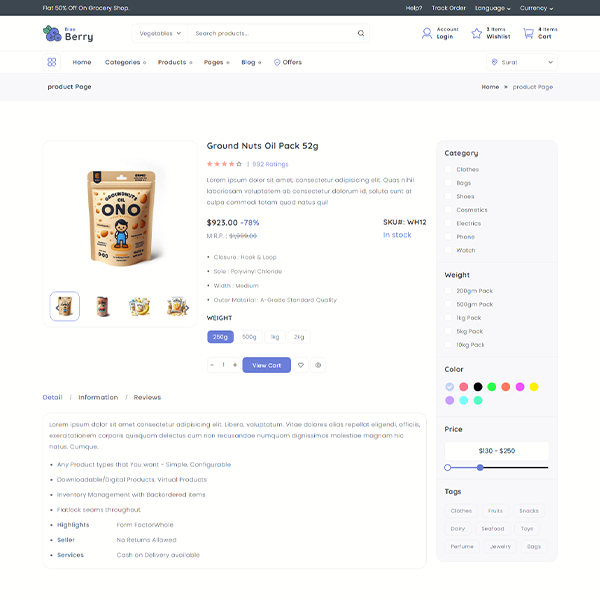 Flat 50% Off On Grocery Shop.
Help? Track Order Language Currency
Blue
Berry
Vegetables Search products...
Account
Login
3 items
Wishlist
4 items
Cart
Home Categories Products Pages Blog Offers
Surat
product Page
Home » product Page
GROUNDNUTS
OIL
ONO
Ground Nuts Oil Pack 52g
| 992 Ratings
Lorem ipsum dolor sit amet, consectetur adipisicing elit. Quas nihil
laboriosam voluptatem ab consectetur dolorum id, soluta sunt at
culpa commodi totam quod natus qui!
$923.00 -78%
SKU#: WH12
M.R.P. : $1,999.00
In stock
• Closure : Hook & Loop
• Sole : Polyvinyl Chloride
• Width : Medium
• Outer Material : A-Grade Standard Quality
WEIGHT
250g 500g 1kg 2kg
- 1 + View Cart
Category
Clothes
Bags
Shoes
Cosmetics
Electrics
Phone
Watch
Weight
200gm Pack
500gm Pack
1kg Pack
5kg Pack
10kg Pack
Color
Price
$130 - $250
Tags
Clothes Fruits Snacks
Dairy Seafood Toys
Perfume Jewelry Bags
Detail / Information / Reviews
Lorem ipsum dolor sit amet consectetur adipisicing elit. Libero, voluptatum. Vitae dolores alias repellat eligendi, officiis,
exercitationem corporis quisquam delectus cum non recusandae numquam dignissimos molestiae magnam hic
natus. Cumque.
• Any Product types that You want - Simple, Configurable
• Downloadable/Digital Products, Virtual Products
• Inventory Management with Backordered items
• Flatlock seams throughout.
• Highlights Form FactorWhole
• Seller No Returns Allowed
• Services Cash on Delivery available